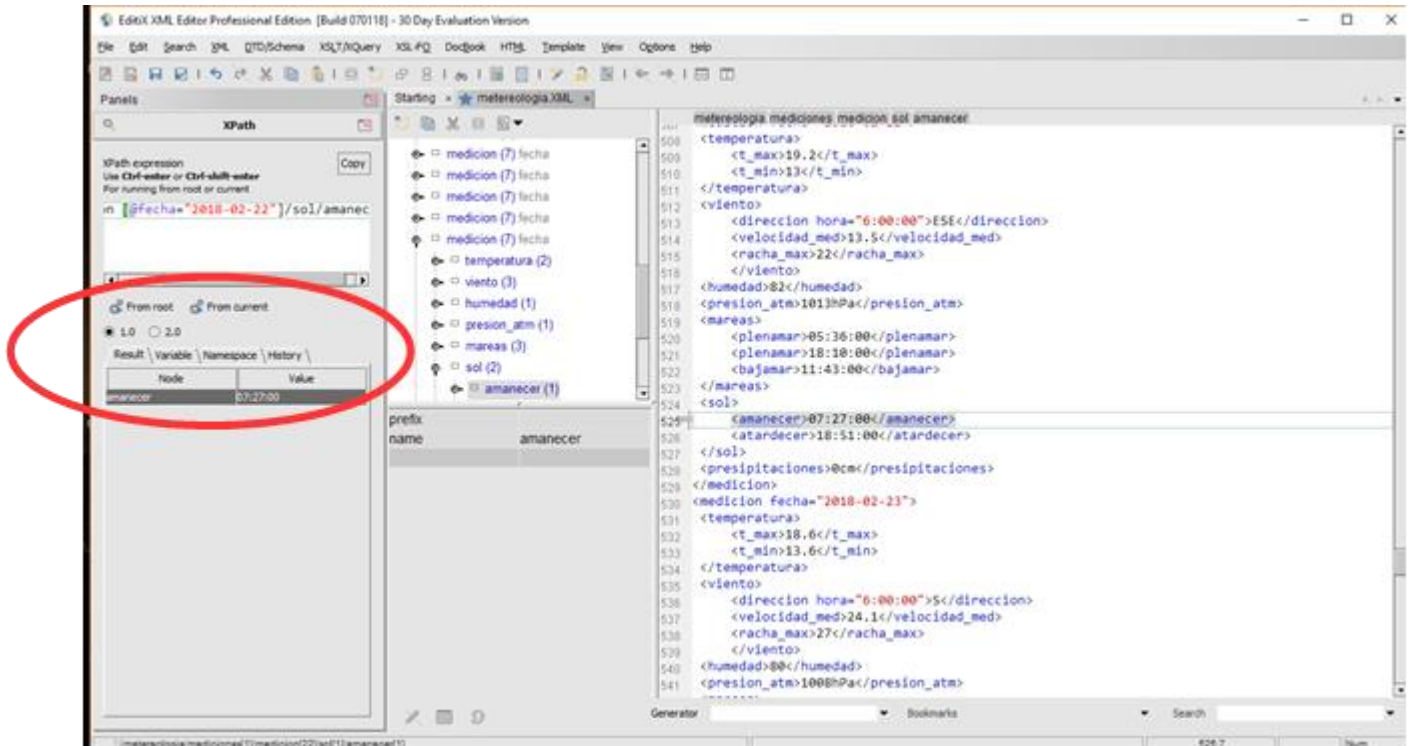 EditiX XML Editor Professional Edition [Build 070118] - 30 Day Evaluation Version
File Edit Search XML DTD/Schema XSLT/XQuery XSL-FO DocBook HTML Template View Options Help
Panels
XPath
XPath expression
Copy
Use Ctrl-enter or Ctrl-shift-enter
For running from root or current
n [@fecha="2018-02-22"]/sol/amanec
From root From current
1.0 2.0
Result \ Variable \ Namespace \ History \
Node Value
amanecer 07:27:00
Starting metereologia.XML
medicion (7) fecha
medicion (7) fecha
medicion (7) fecha
medicion (7) fecha
medicion (7) fecha
temperatura (2)
viento (3)
humedad (1)
presion_atm (1)
mareas (3)
sol (2)
amanecer (1)
prefix
name amanecer
metereologia mediciones medicion sol amanecer
508 <temperatura>
509 <t_max>19.2</t_max>
510 <t_min>13</t_min>
511 </temperatura>
512 <viento>
513 <direccion hora="6:00:00">ESE</direccion>
514 <velocidad_med>13.5</velocidad_med>
515 <racha_max>22</racha_max>
516 </viento>
517 <humedad>82</humedad>
518 <presion_atm>1013hPa</presion_atm>
519 <mareas>
520 <plenamar>05:36:00</plenamar>
521 <plenamar>18:10:00</plenamar>
522 <bajamar>11:43:00</bajamar>
523 </mareas>
524 <sol>
525 <amanecer>07:27:00</amanecer>
526 <atardecer>18:51:00</atardecer>
527 </sol>
528 <presipitaciones>0cm</presipitaciones>
529 </medicion>
530 <medicion fecha="2018-02-23">
531 <temperatura>
532 <t_max>18.6</t_max>
533 <t_min>13.6</t_min>
534 </temperatura>
535 <viento>
536 <direccion hora="6:00:00">S</direccion>
537 <velocidad_med>24.1</velocidad_med>
538 <racha_max>27</racha_max>
539 </viento>
540 <humedad>80</humedad>
541 <presion_atm>1008hPa</presion_atm>
Generator Bookmarks Search
/metereologia/mediciones[1]/medicion[22]/sol[1]/amanecer[1] Num